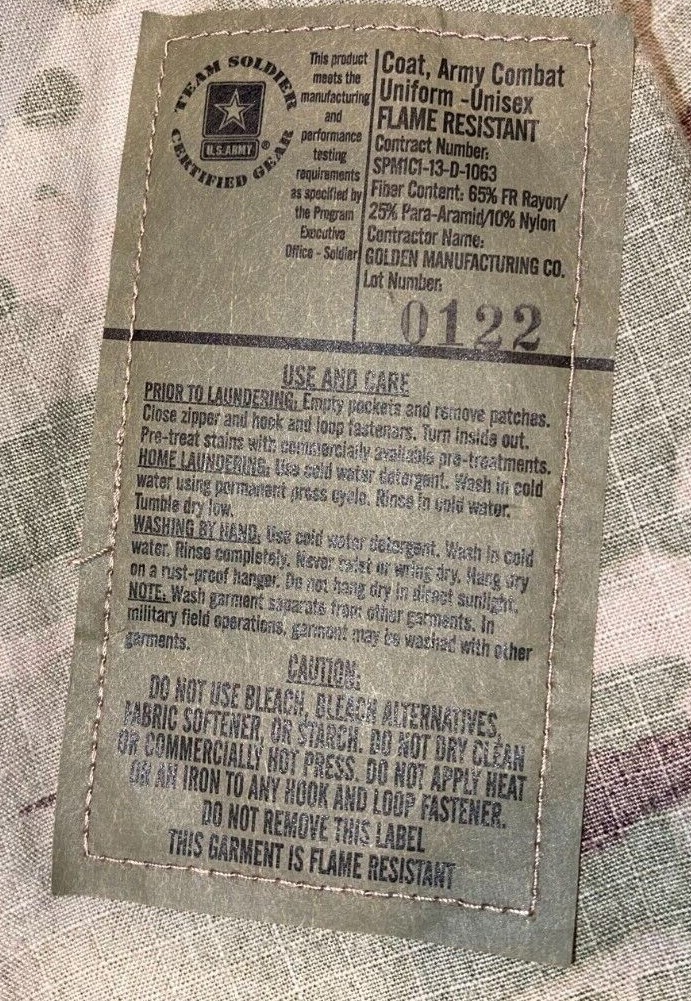 TEAM SOLDIER
U.S.ARMY
®
CERTIFIED GEAR
This product
meets the
manufacturing
and
performance
testing
requirements
as specified by
the Program
Executive
Office - Soldier
Coat, Army Combat
Uniform -Unisex
FLAME RESISTANT
Contract Number:
SPM1C1-13-D-1063
Fiber Content: 65% FR Rayon/
25% Para-Aramid/10% Nylon
Contractor Name:
GOLDEN MANUFACTURING CO.
Lot Number:
0122
USE AND CARE
PRIOR TO LAUNDERING: Empty pockets and remove patches.
Close zipper and hook and loop fasteners. Turn inside out.
Pre-treat stains with commercially available pre-treatments.
HOME LAUNDERING: Use cold water detergent. Wash in cold
water using permanent press cycle. Rinse in cold water.
Tumble dry low.
WASHING BY HAND: Use cold water detergent. Wash in cold
water. Rinse completely. Never twist or wring dry. Hang dry
on a rust-proof hanger. Do not hang dry in direct sunlight.
NOTE: Wash garment separate from other garments. In
military field operations, garment may be washed with other
garments.
CAUTION:
DO NOT USE BLEACH, BLEACH ALTERNATIVES,
FABRIC SOFTENER, OR STARCH. DO NOT DRY CLEAN
OR COMMERCIALLY HOT PRESS. DO NOT APPLY HEAT
OR AN IRON TO ANY HOOK AND LOOP FASTENER.
DO NOT REMOVE THIS LABEL
THIS GARMENT IS FLAME RESISTANT